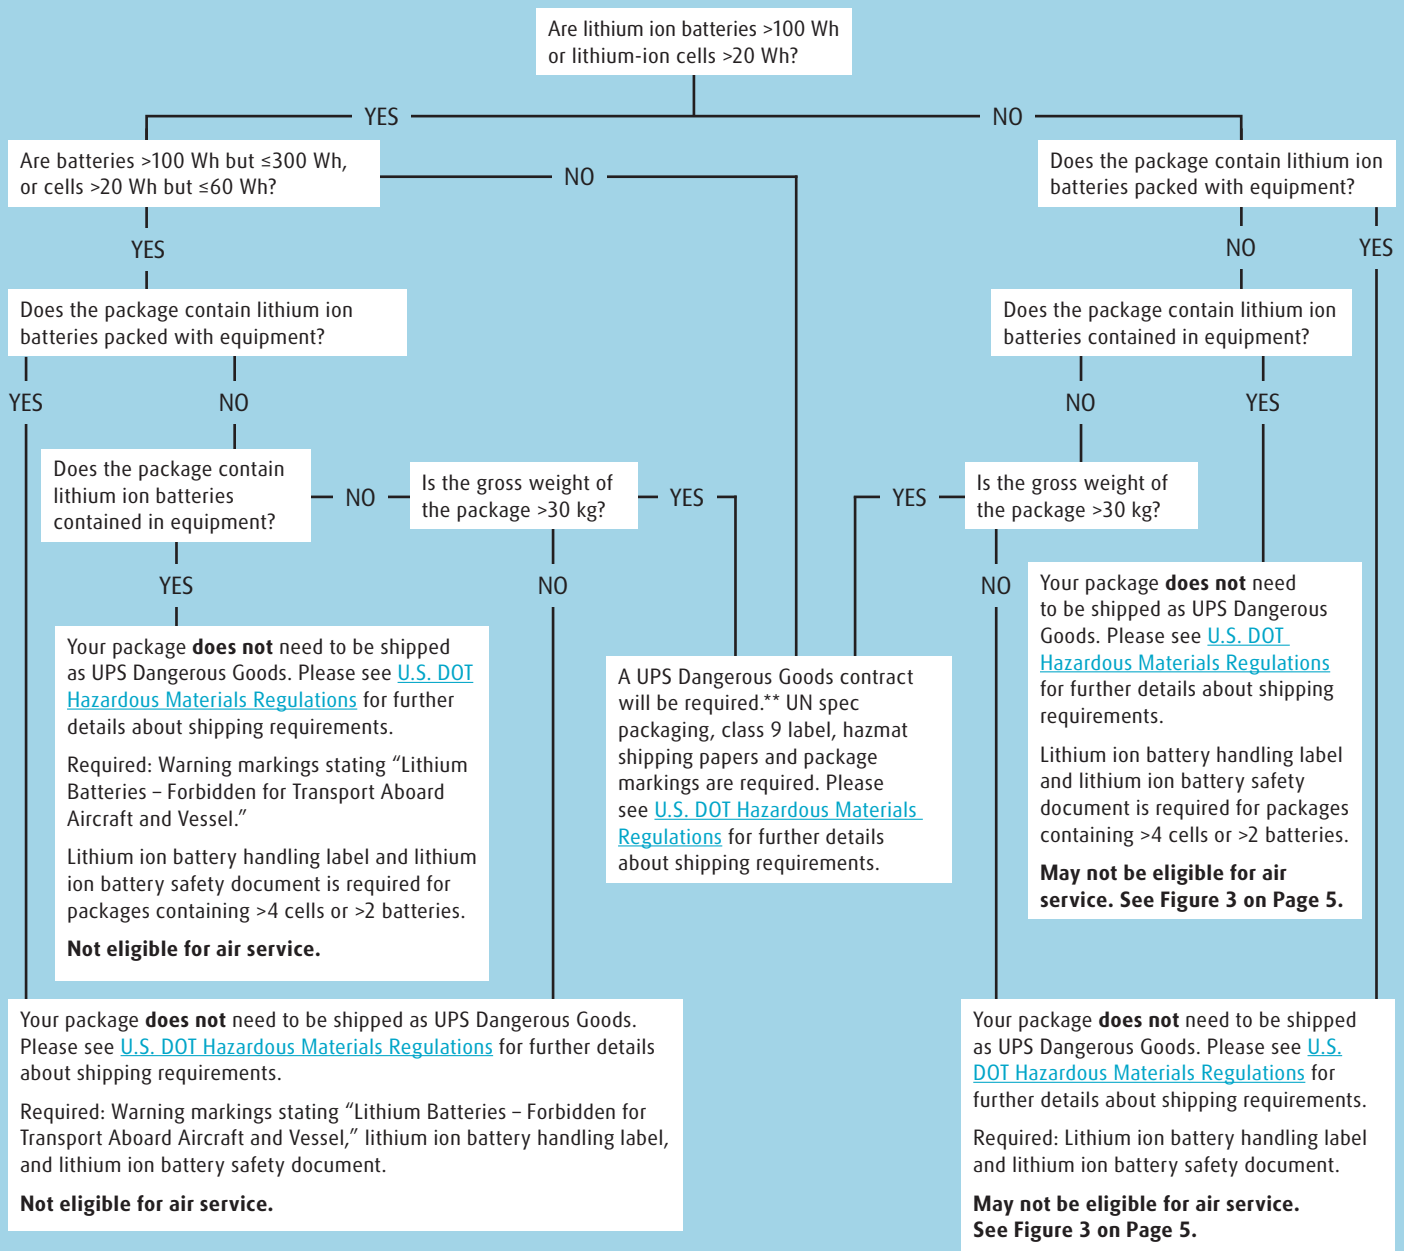 Are lithium ion batteries >100 Wh
or lithium-ion cells >20 Wh?
YES
NO
Are batteries >100 Wh but ≤300 Wh,
or cells >20 Wh but ≤60 Wh?
NO
Does the package contain lithium ion
batteries packed with equipment?
YES
NO
YES
Does the package contain lithium ion
batteries packed with equipment?
Does the package contain lithium ion
batteries contained in equipment?
YES
NO
NO
YES
Does the package contain
lithium ion batteries
contained in equipment?
NO
Is the gross weight of
the package >30 kg?
YES
YES
Is the gross weight of
the package >30 kg?
YES
NO
NO
Your package does not need to be shipped
as UPS Dangerous Goods. Please see U.S. DOT
Hazardous Materials Regulations for further
details about shipping requirements.
Required: Warning markings stating “Lithium
Batteries – Forbidden for Transport Aboard
Aircraft and Vessel.”
Lithium ion battery handling label and lithium
ion battery safety document is required for
packages containing >4 cells or >2 batteries.
Not eligible for air service.
A UPS Dangerous Goods contract
will be required.** UN spec
packaging, class 9 label, hazmat
shipping papers and package
markings are required. Please
see U.S. DOT Hazardous Materials
Regulations for further details
about shipping requirements.
Your package does not need
to be shipped as UPS Dangerous
Goods. Please see U.S. DOT
Hazardous Materials Regulations
for further details about shipping
requirements.
Lithium ion battery handling label
and lithium ion battery safety
document is required for packages
containing >4 cells or >2 batteries.
May not be eligible for air
service. See Figure 3 on Page 5.
Your package does not need to be shipped as UPS Dangerous Goods.
Please see U.S. DOT Hazardous Materials Regulations for further details
about shipping requirements.
Required: Warning markings stating “Lithium Batteries – Forbidden for
Transport Aboard Aircraft and Vessel,” lithium ion battery handling label,
and lithium ion battery safety document.
Not eligible for air service.
Your package does not need to be shipped
as UPS Dangerous Goods. Please see U.S.
DOT Hazardous Materials Regulations for
further details about shipping requirements.
Required: Lithium ion battery handling label
and lithium ion battery safety document.
May not be eligible for air service.
See Figure 3 on Page 5.